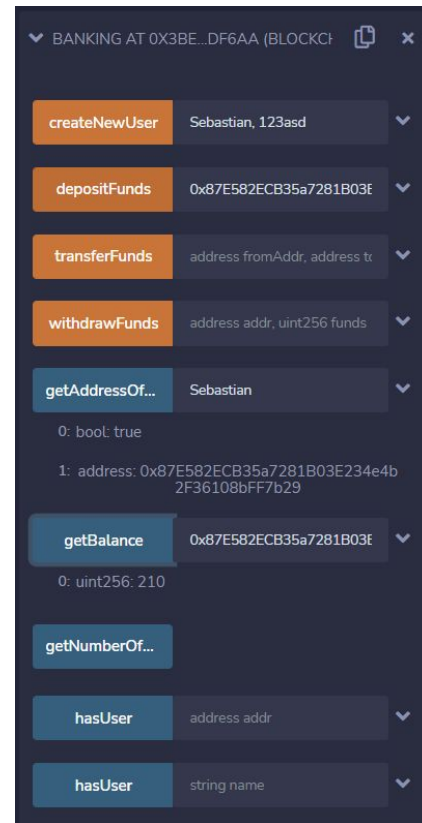 BANKING AT 0X3BE...DF6AA (BLOCKCH
createNewUser Sebastian, 123asd
depositFunds 0x87E582ECB35a7281B03E
transferFunds address fromAddr, address to
withdrawFunds address addr, uint256 funds
getAddressOf... Sebastian
0: bool: true
1: address: 0x87E582ECB35a7281B03E234e4b
2F36108bFF7b29
getBalance 0x87E582ECB35a7281B03E
0: uint256: 210
getNumberOf...
hasUser address addr
hasUser string name